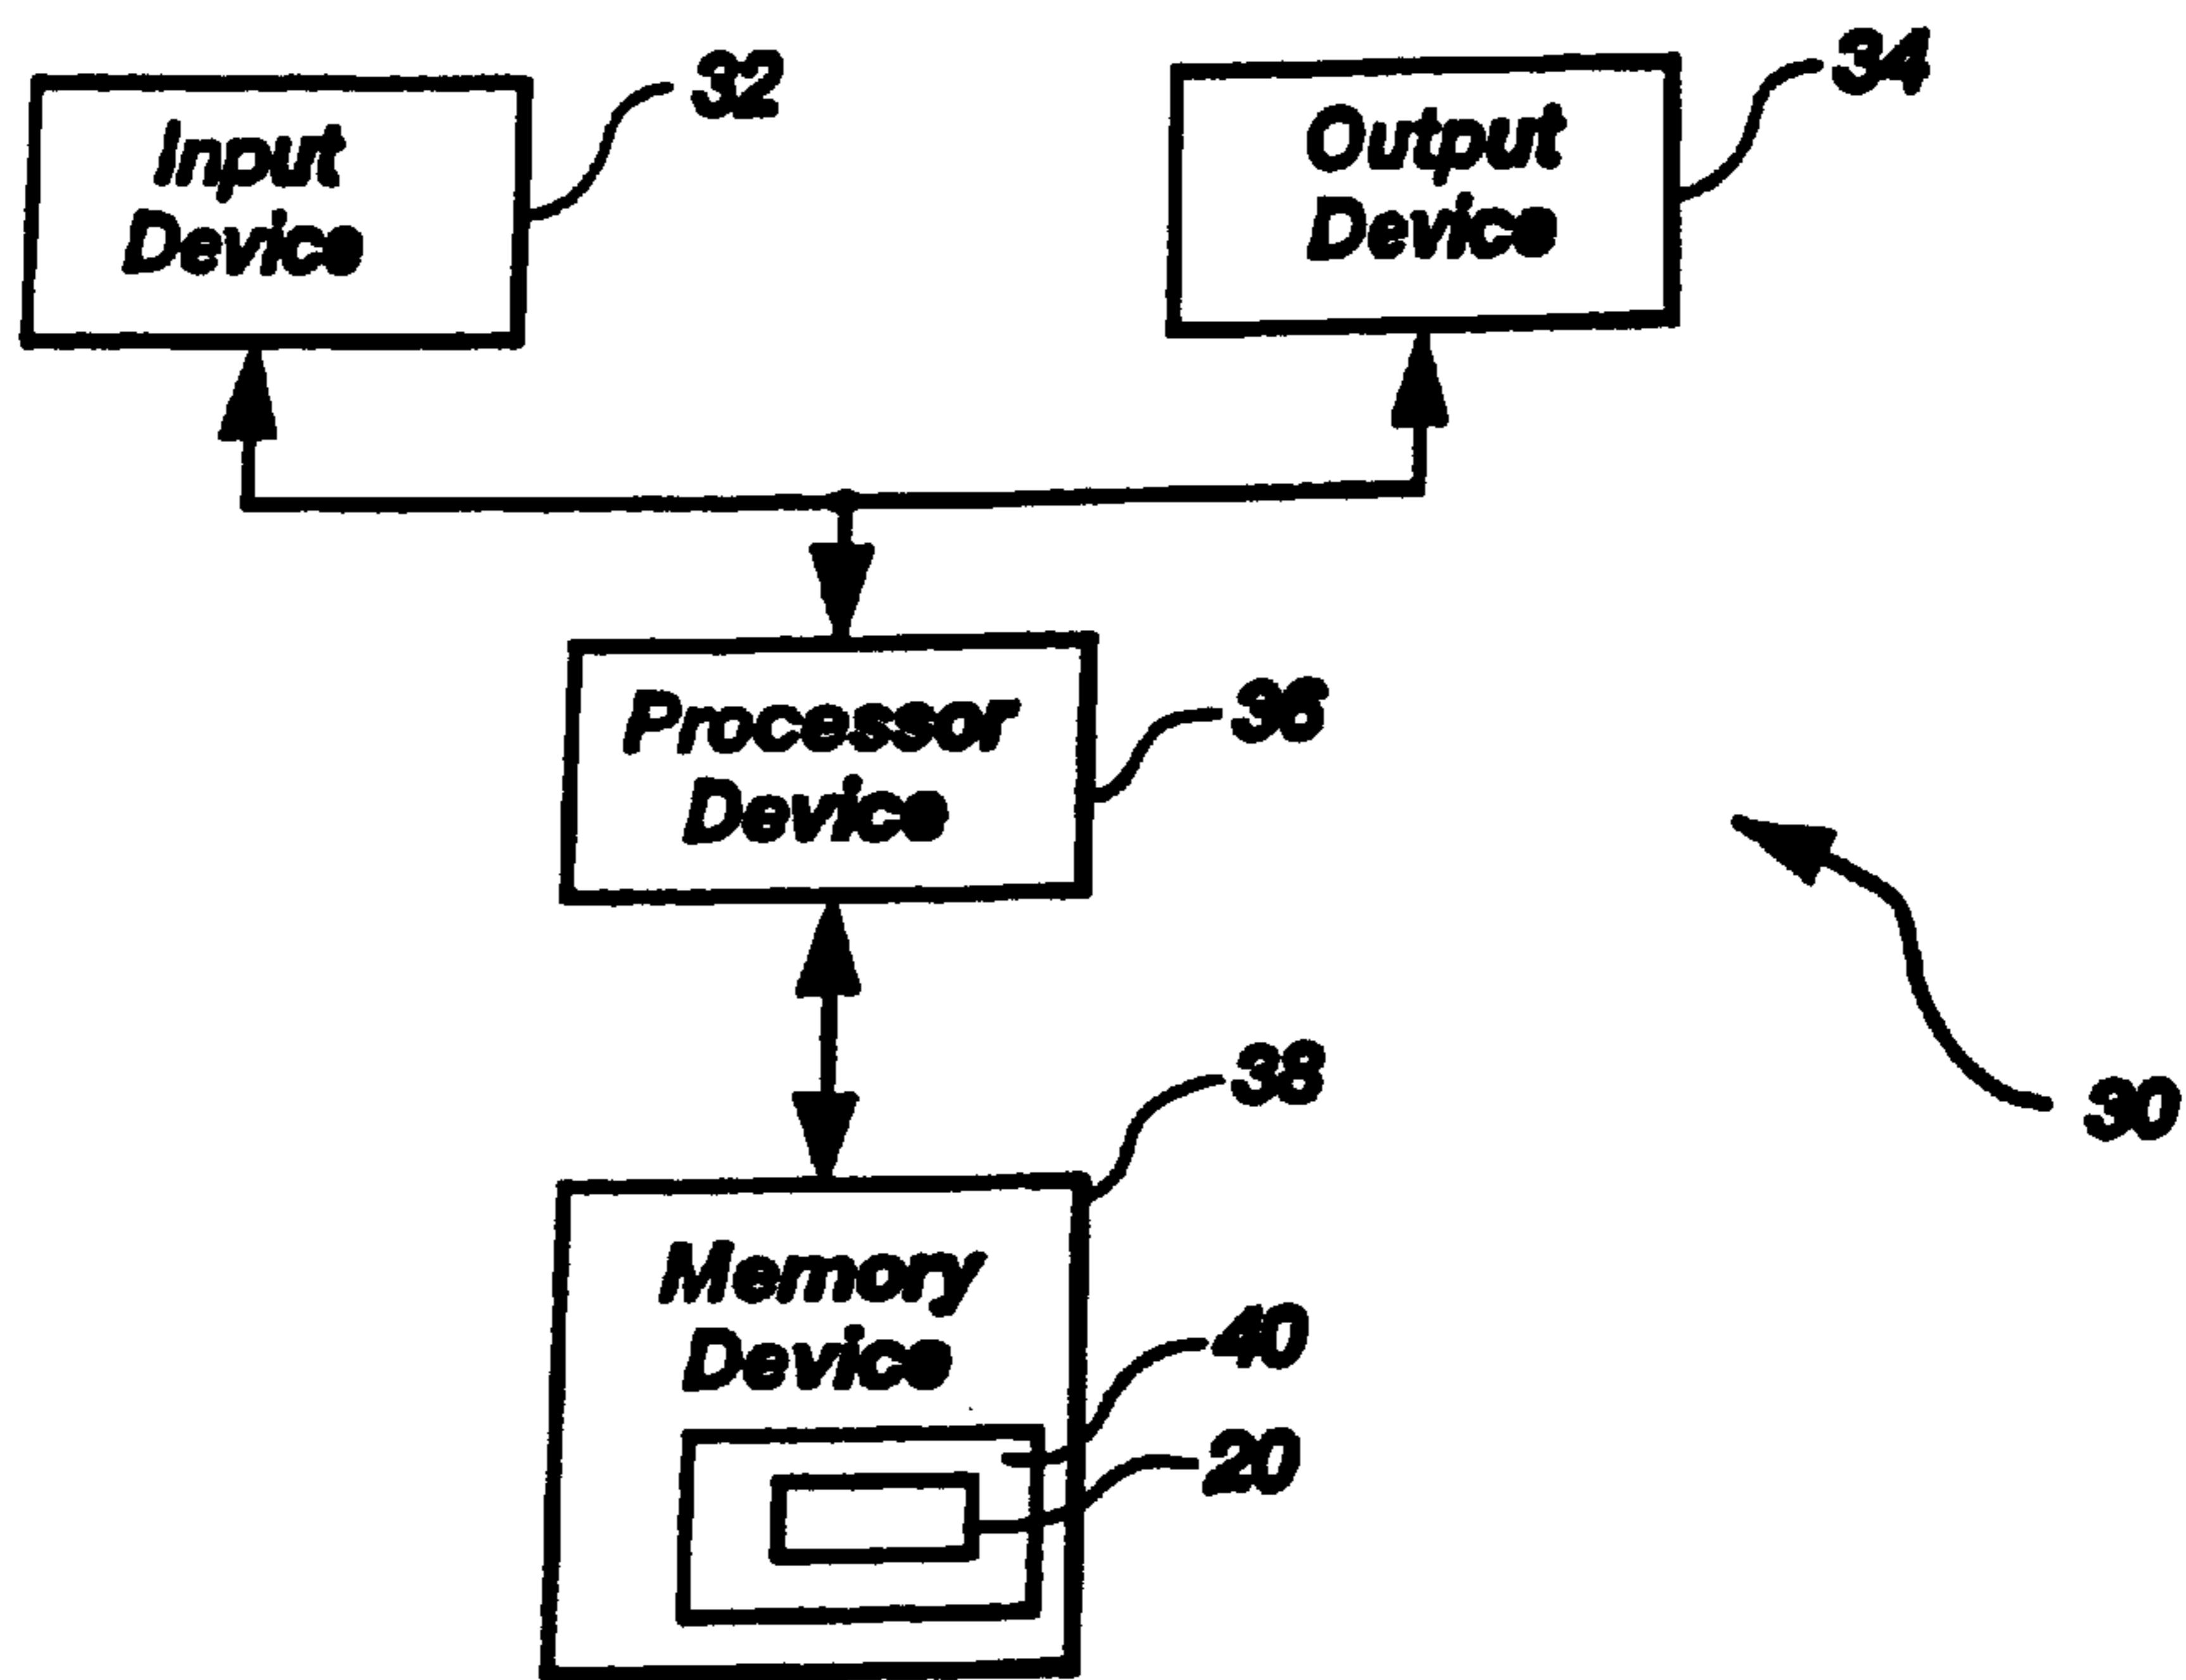 32
34
Input
Device
Output
Device
Processor
Device
36
38
30
Memory
Device
40
20